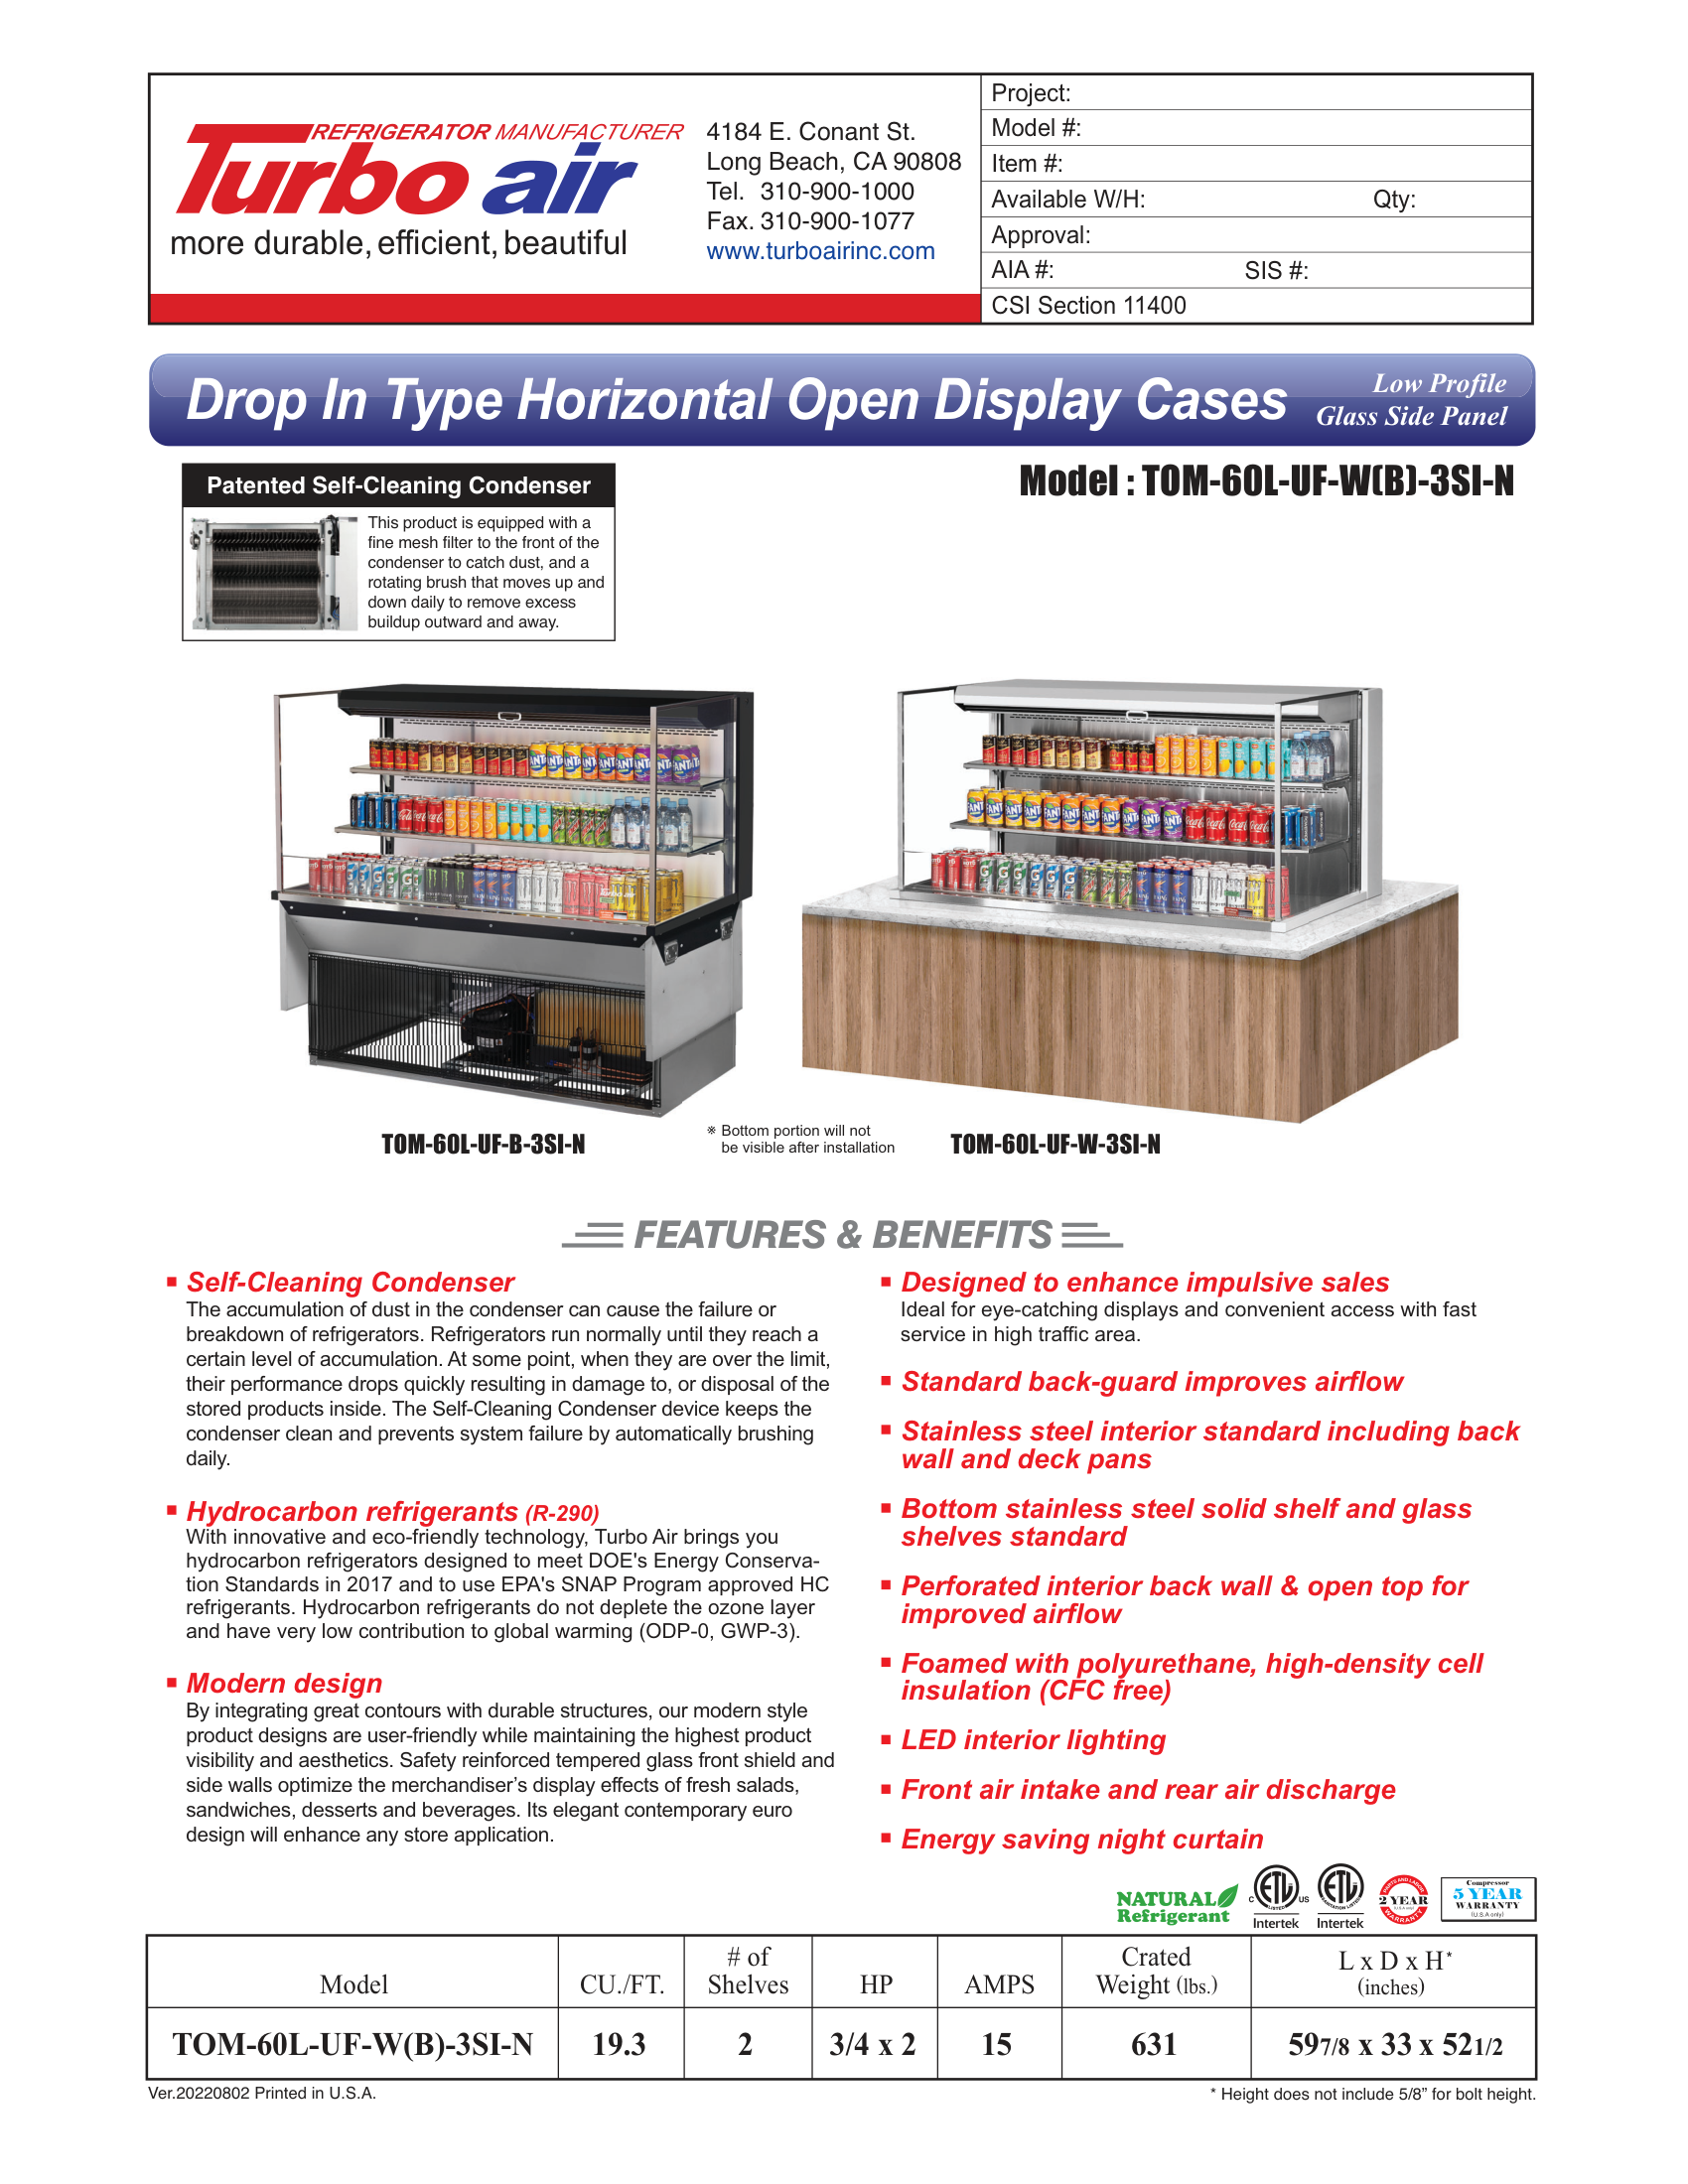 REFRIGERATOR MANUFACTURER
Turbo air
more durable, efficient, beautiful
4184 E. Conant St.
Long Beach, CA 90808
Tel. 310-900-1000
Fax. 310-900-1077
www.turboairinc.com
Project:
Model #:
Item #:
Available W/H: Qty:
Approval:
AIA #: SIS #:
CSI Section 11400
Drop In Type Horizontal Open Display Cases
Low Profile
Glass Side Panel
Patented Self-Cleaning Condenser
This product is equipped with a
fine mesh filter to the front of the
condenser to catch dust, and a
rotating brush that moves up and
down daily to remove excess
buildup outward and away.
Model : TOM-60L-UF-W(B)-3SI-N
TOM-60L-UF-B-3SI-N
※ Bottom portion will not
be visible after installation
TOM-60L-UF-W-3SI-N
FEATURES & BENEFITS
▪ Self-Cleaning Condenser
The accumulation of dust in the condenser can cause the failure or
breakdown of refrigerators. Refrigerators run normally until they reach a
certain level of accumulation. At some point, when they are over the limit,
their performance drops quickly resulting in damage to, or disposal of the
stored products inside. The Self-Cleaning Condenser device keeps the
condenser clean and prevents system failure by automatically brushing
daily.
▪ Hydrocarbon refrigerants (R-290)
With innovative and eco-friendly technology, Turbo Air brings you
hydrocarbon refrigerators designed to meet DOE's Energy Conserva-
tion Standards in 2017 and to use EPA's SNAP Program approved HC
refrigerants. Hydrocarbon refrigerants do not deplete the ozone layer
and have very low contribution to global warming (ODP-0, GWP-3).
▪ Modern design
By integrating great contours with durable structures, our modern style
product designs are user-friendly while maintaining the highest product
visibility and aesthetics. Safety reinforced tempered glass front shield and
side walls optimize the merchandiser's display effects of fresh salads,
sandwiches, desserts and beverages. Its elegant contemporary euro
design will enhance any store application.
▪ Designed to enhance impulsive sales
Ideal for eye-catching displays and convenient access with fast
service in high traffic area.
▪ Standard back-guard improves airflow
▪ Stainless steel interior standard including back
wall and deck pans
▪ Bottom stainless steel solid shelf and glass
shelves standard
▪ Perforated interior back wall & open top for
improved airflow
▪ Foamed with polyurethane, high-density cell
insulation (CFC free)
▪ LED interior lighting
▪ Front air intake and rear air discharge
▪ Energy saving night curtain
NATURAL
Refrigerant
C ETL US
LISTED
Intertek
ETL
SANITATION LISTED
Intertek
PARTS AND LABOR
2 YEAR
(U.S.A only)
WARRANTY
Compressor
5 YEAR
WARRANTY
(U.S.A only)
Model CU./FT. # of Shelves HP AMPS Crated Weight (lbs.) L x D x H* (inches)
TOM-60L-UF-W(B)-3SI-N 19.3 2 3/4 x 2 15 631 59 7/8 x 33 x 52 1/2
Ver.20220802 Printed in U.S.A.
* Height does not include 5/8” for bolt height.